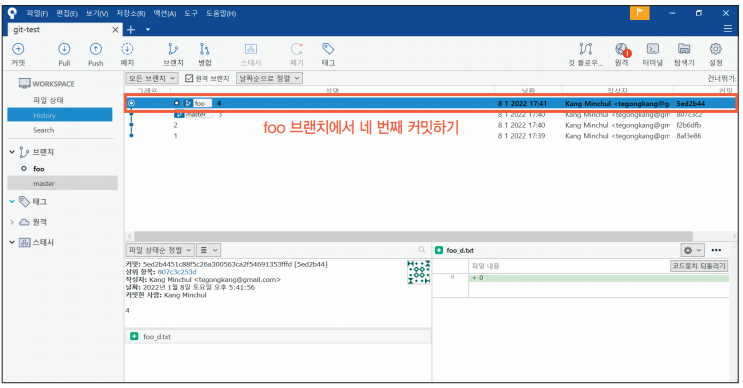 파일(F) 편집(E) 보기(V) 저장소(R) 액션(A) 도구 도움말(H)
git-test
커밋 Pull Push 패치 브랜치 병합 스태시 폐기 태그 깃 플로우... 원격 터미널 탐색기 설정
WORKSPACE
파일 상태
History
Search
브랜치
foo
master
태그
원격
스태시
모든 브랜치 원격 브랜치 날짜순으로 정렬 건너뛰기:
그래프 설명 날짜 작성자 커밋
foo 4 8 1 2022 17:41 Kang Minchul <tegongkang@g 5ed2b44
master 3 8 1 2022 17:40 Kang Minchul <tegongkang@gm 807c3c2
2 8 1 2022 17:40 Kang Minchul <tegongkang@gm f2b6dfb
1 8 1 2022 17:39 Kang Minchul <tegongkang@gm 8af3e86
foo 브랜치에서 네 번째 커밋하기
파일 상태순 정렬
커밋: 5ed2b4451c88f5c26a300563ca2f54691353fffd [5ed2b44]
상위 항목: 807c3c253d
작성자: Kang Minchul <tegongkang@gmail.com>
날짜: 2022년 1월 8일 토요일 오후 5:41:56
커밋한 사람: Kang Minchul
4
foo_d.txt
foo_d.txt
파일 내용 코드뭉치 되돌리기
+ D